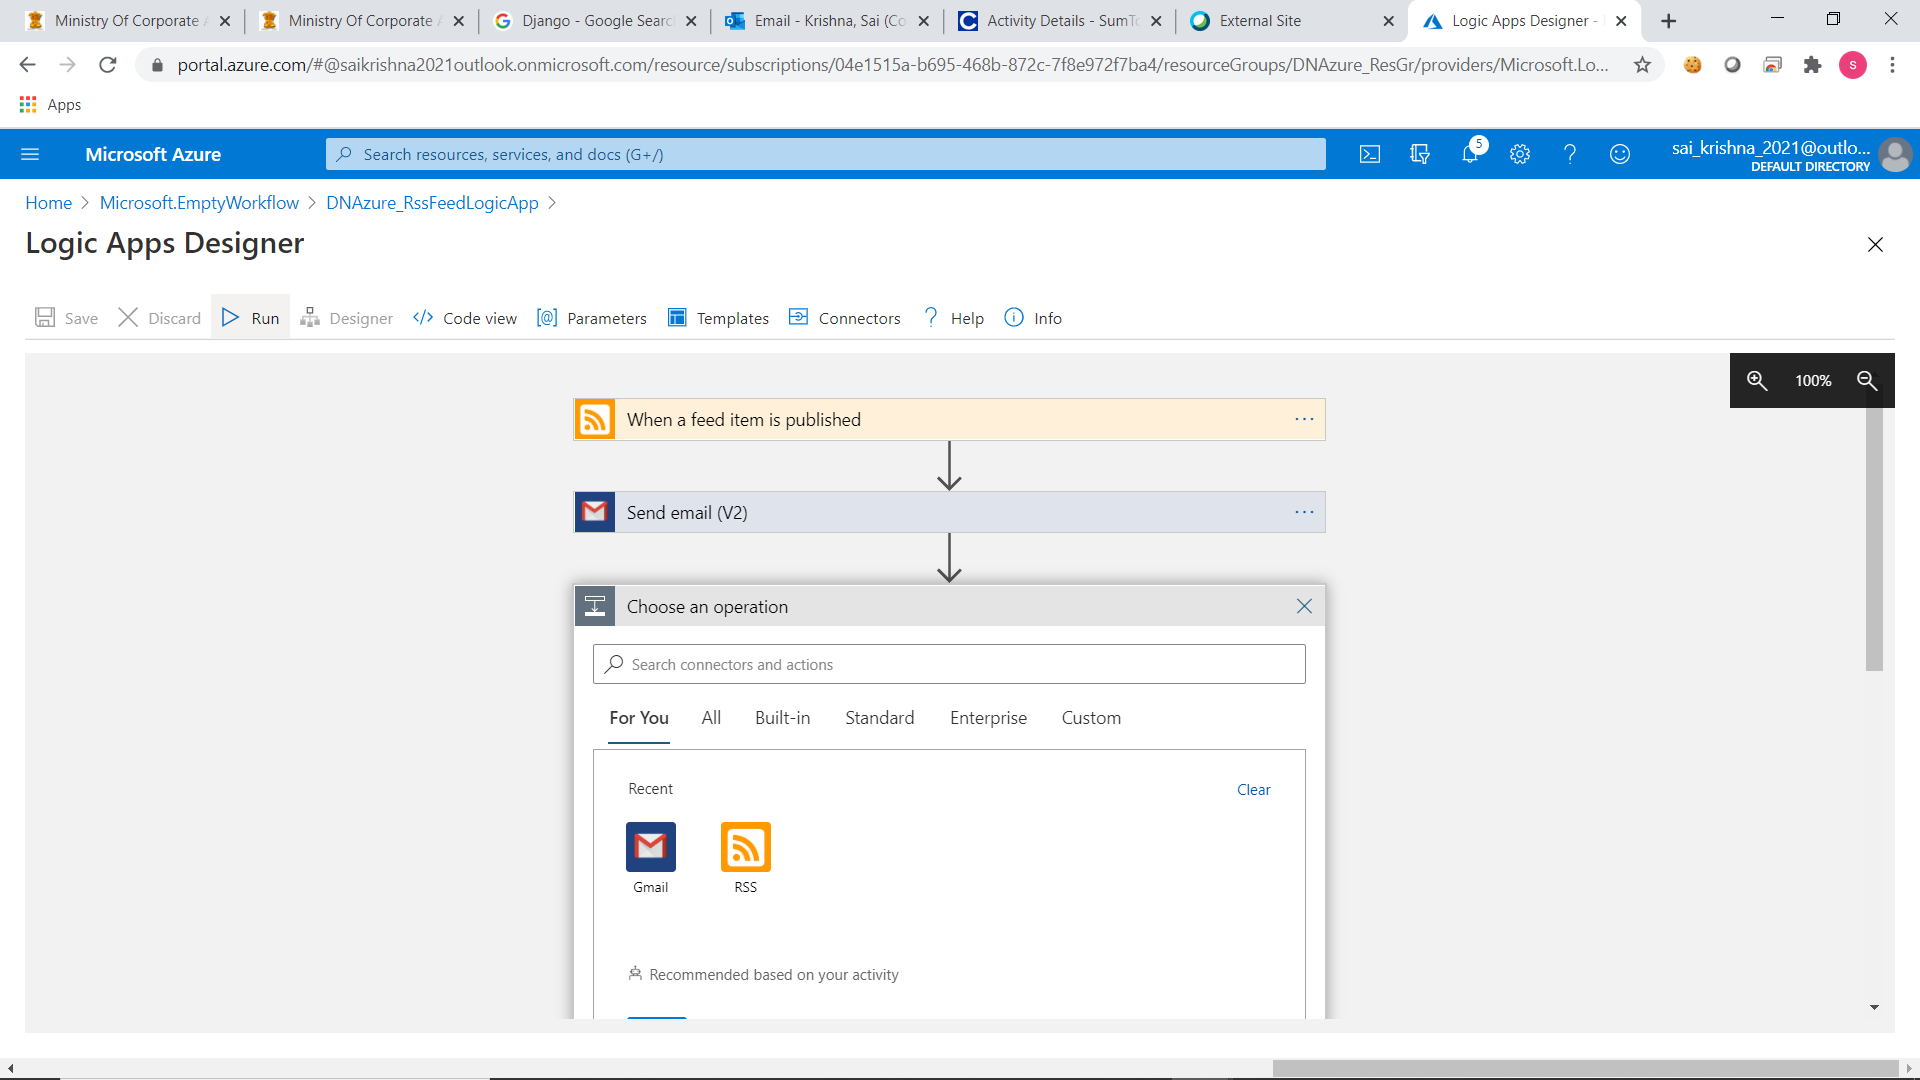 Ministry Of Corporate A
Ministry Of Corporate A
Django - Google Searc
Email - Krishna, Sai (Co
Activity Details - SumTo
External Site
Logic Apps Designer -
portal.azure.com/#@saikrishna2021outlook.onmicrosoft.com/resource/subscriptions/04e1515a-b695-468b-872c-7f8e972f7ba4/resourceGroups/DNAzure_ResGr/providers/Microsoft.Lo...
S
Apps
Microsoft Azure
Search resources, services, and docs (G+/)
5
sai_krishna_2021@outlo...
DEFAULT DIRECTORY
Home > Microsoft.EmptyWorkflow > DNAzure_RssFeedLogicApp >
Logic Apps Designer
Save Discard Run Designer Code view Parameters Templates Connectors Help Info
100%
When a feed item is published
Send email (V2)
Choose an operation
Search connectors and actions
For You All Built-in Standard Enterprise Custom
Recent Clear
Gmail RSS
Recommended based on your activity